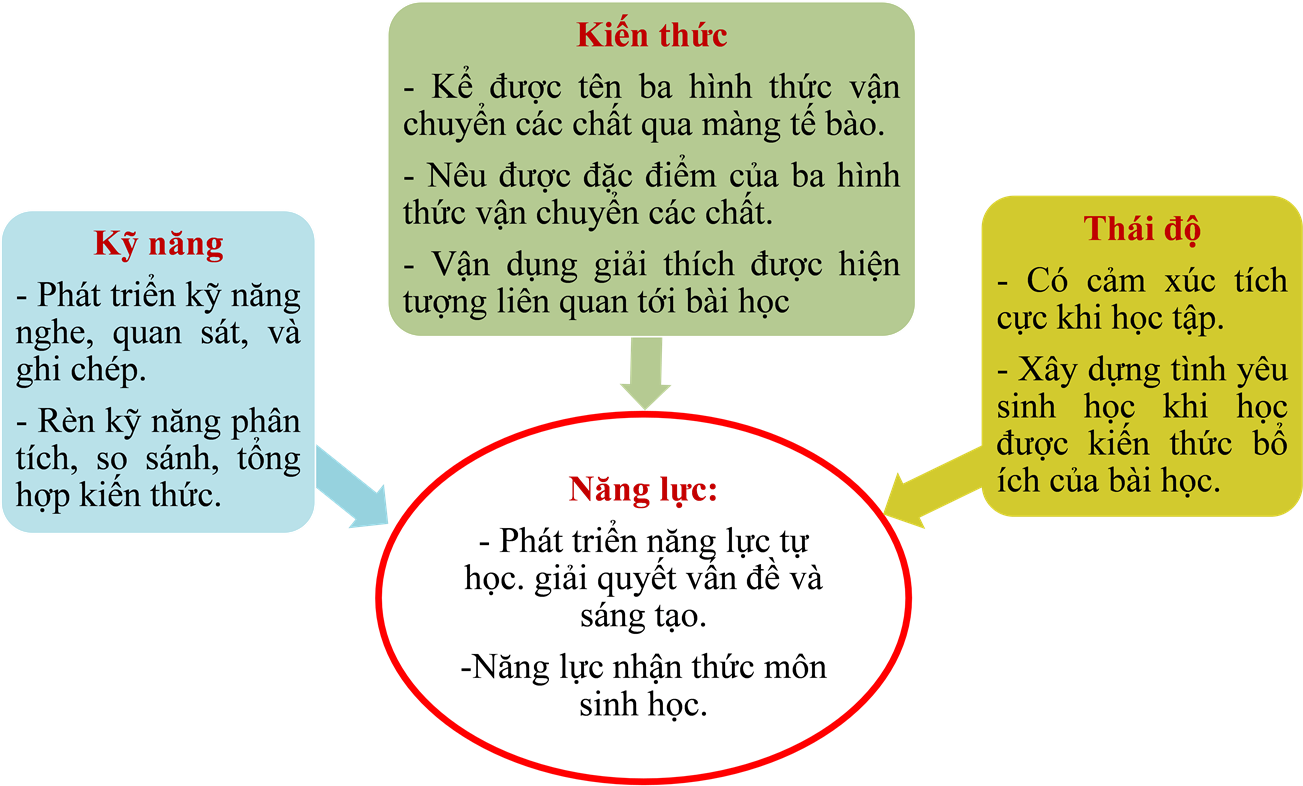 Kiến thức
- Kể được tên ba hình thức vận
chuyển các chất qua màng tế bào.
- Nêu được đặc điểm của ba hình
thức vận chuyển các chất.
- Vận dụng giải thích được hiện
tượng liên quan tới bài học
Kỹ năng
- Phát triển kỹ năng
nghe, quan sát, và
ghi chép.
- Rèn kỹ năng phân
tích, so sánh, tổng
hợp kiến thức.
Thái độ
- Có cảm xúc tích
cực khi học tập.
- Xây dựng tình yêu
sinh học khi học
được kiến thức bổ
ích của bài học.
Năng lực:
- Phát triển năng lực tự
học. giải quyết vấn đề và
sáng tạo.
-Năng lực nhận thức môn
sinh học.